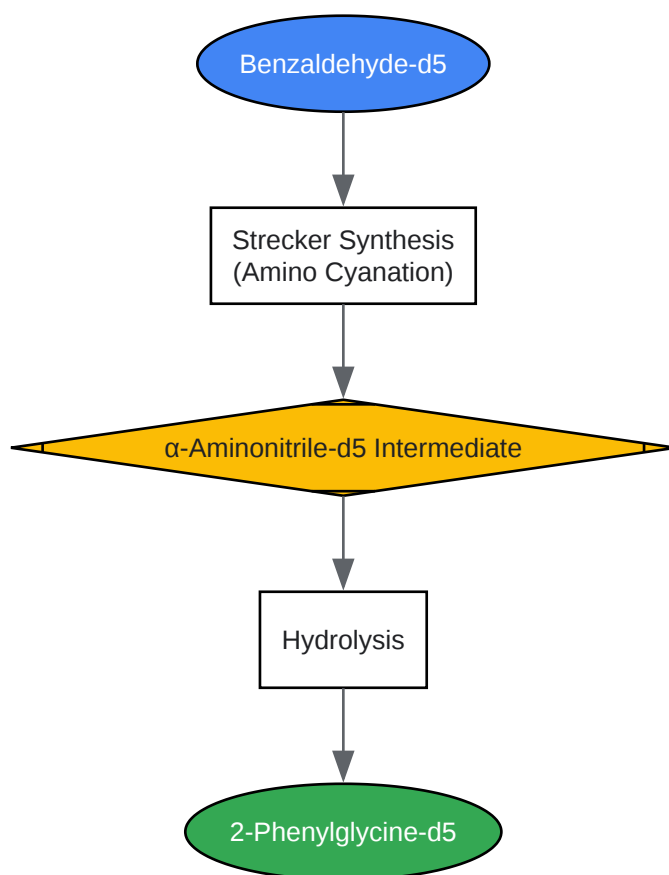 Benzaldehyde-d5
Strecker Synthesis
(Amino Cyanation)
α-Aminonitrile-d5 Intermediate
Hydrolysis
2-Phenylglycine-d5